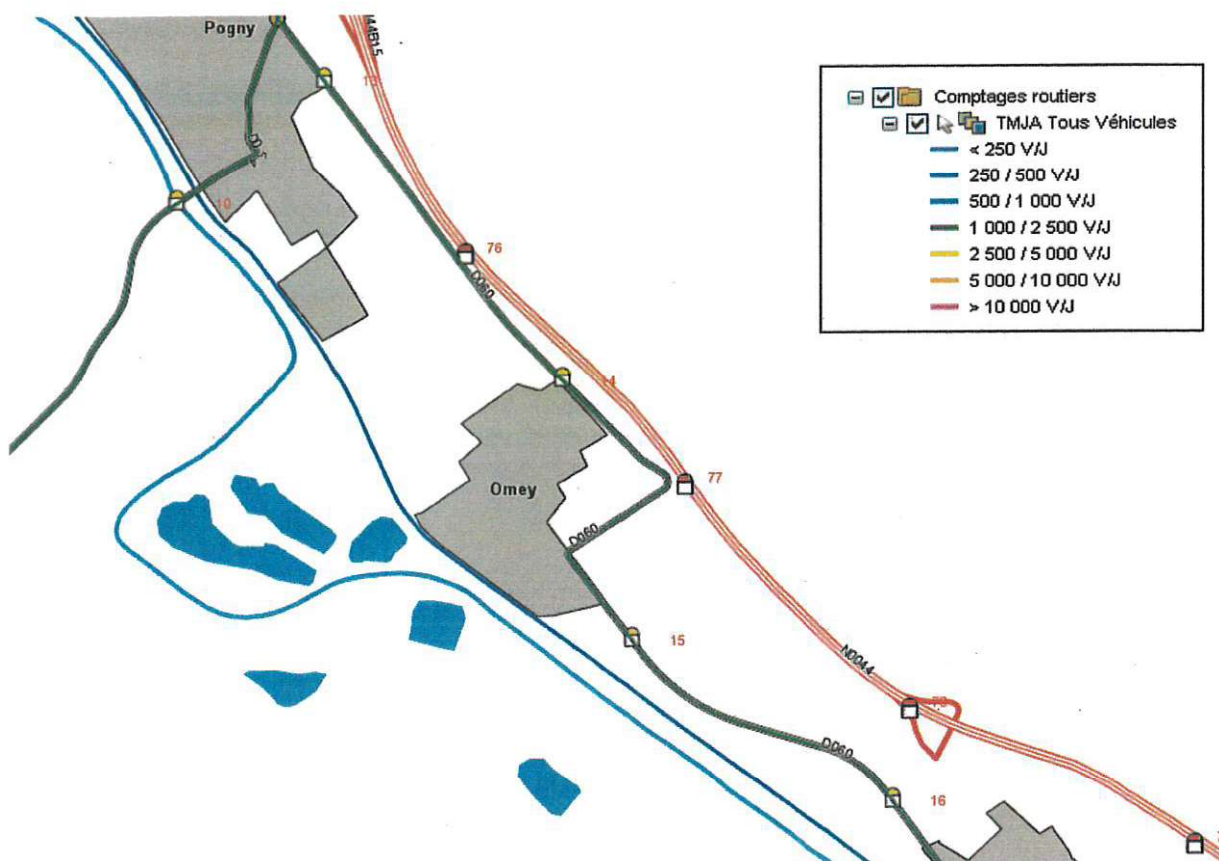 Pogny
N44B15
76
D060
10
77
Omey
D060
15
N0044
D060
16
Comptages routiers
TMJA Tous Véhicules
< 250 V/J
250 / 500 V/J
500 / 1 000 V/J
1 000 / 2 500 V/J
2 500 / 5 000 V/J
5 000 / 10 000 V/J
> 10 000 V/J